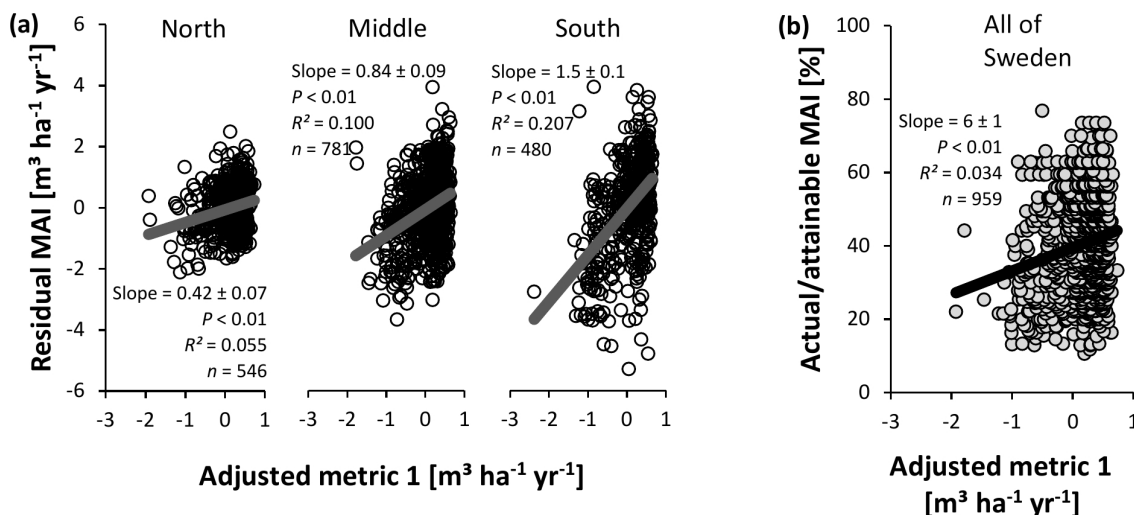 (a)
North
Middle
South
Residual MAI [m³ ha⁻¹ yr⁻¹]
6
4
2
0
-2
-4
-6
Slope = 0.42 ± 0.07
P < 0.01
R² = 0.055
n = 546
Slope = 0.84 ± 0.09
P < 0.01
R² = 0.100
n = 781
Slope = 1.5 ± 0.1
P < 0.01
R² = 0.207
n = 480
-3 -2 -1 0 1
-3 -2 -1 0 1
-3 -2 -1 0 1
Adjusted metric 1 [m³ ha⁻¹ yr⁻¹]
(b)
All of
Sweden
Actual/attainable MAI [%]
100
80
60
40
20
0
Slope = 6 ± 1
P < 0.01
R² = 0.034
n = 959
-3 -2 -1 0 1
Adjusted metric 1
[m³ ha⁻¹ yr⁻¹]